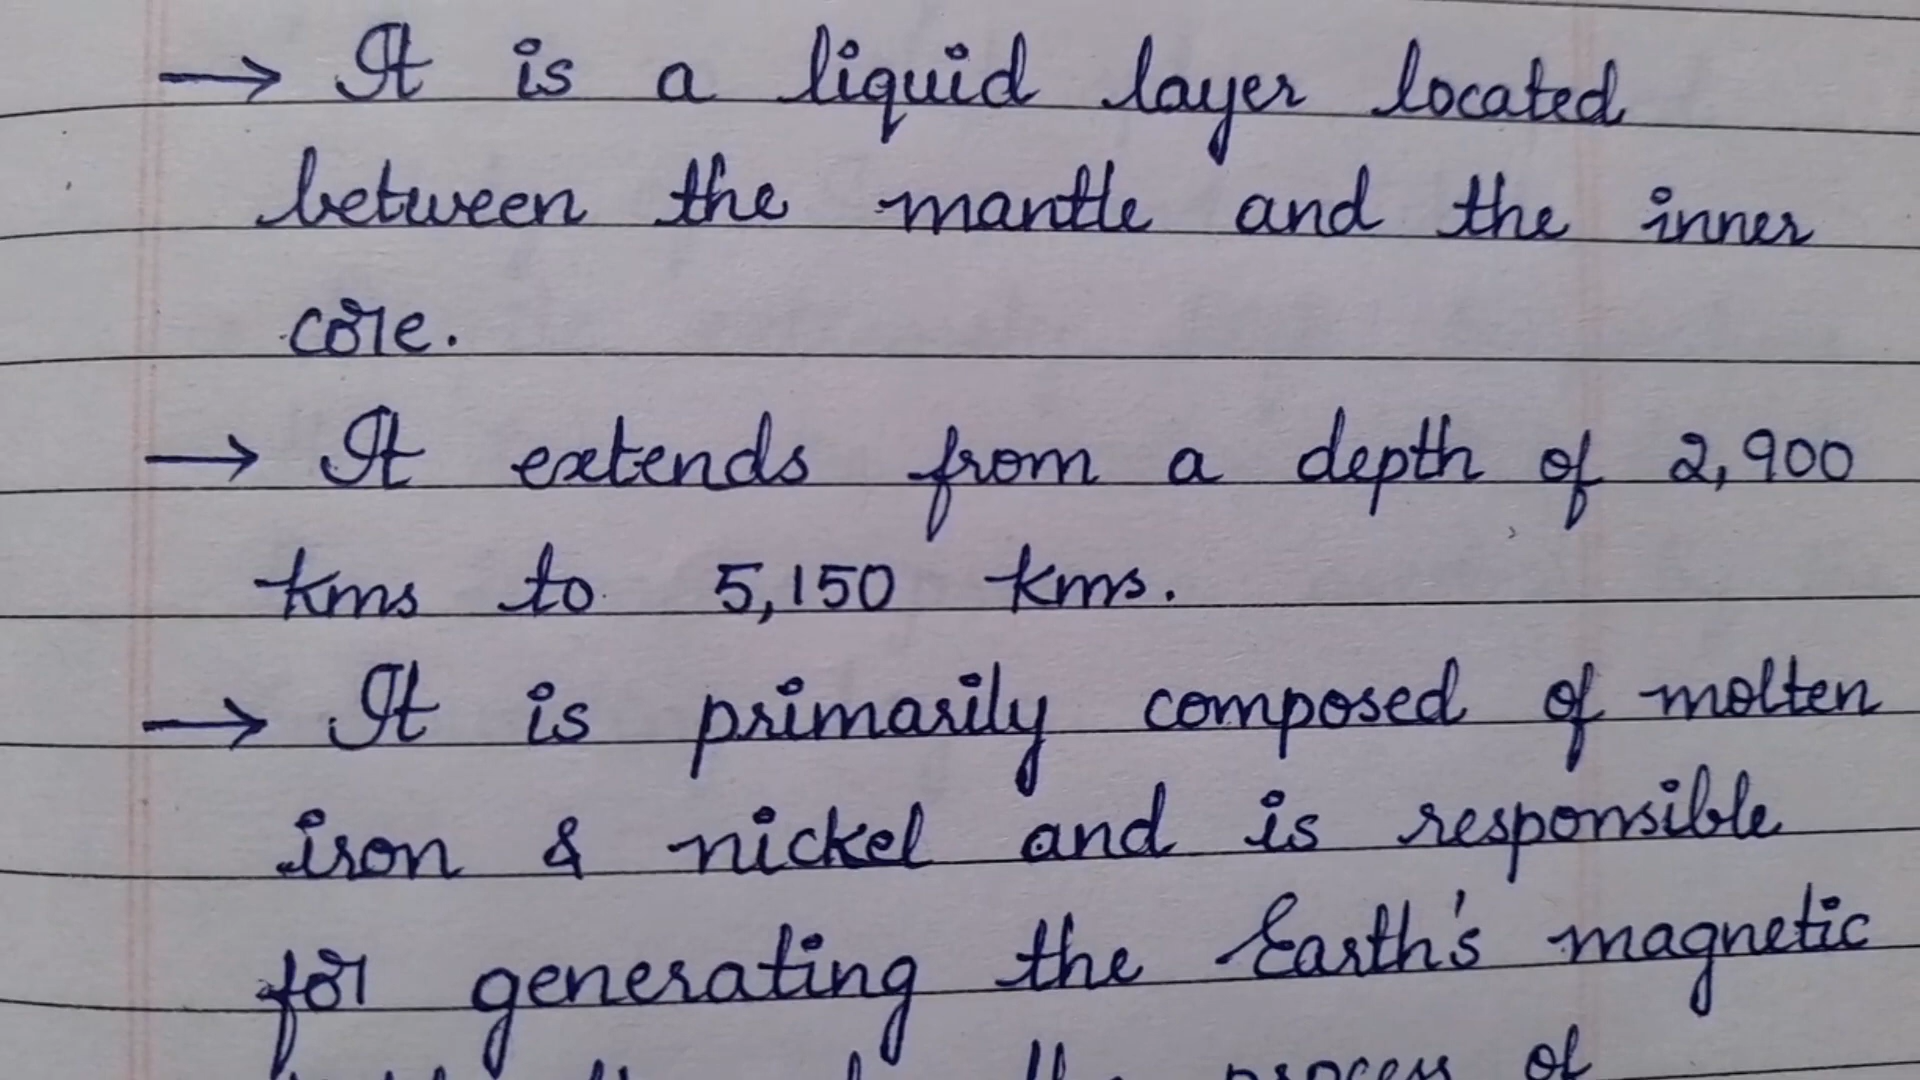 → It is a liquid layer located
between the mantle and the inner
core.
→ It extends from a depth of 2,900
kms to 5,150 kms.
→ It is primarily composed of molten
iron & nickel and is responsible
for generating the Earth's magnetic
process of